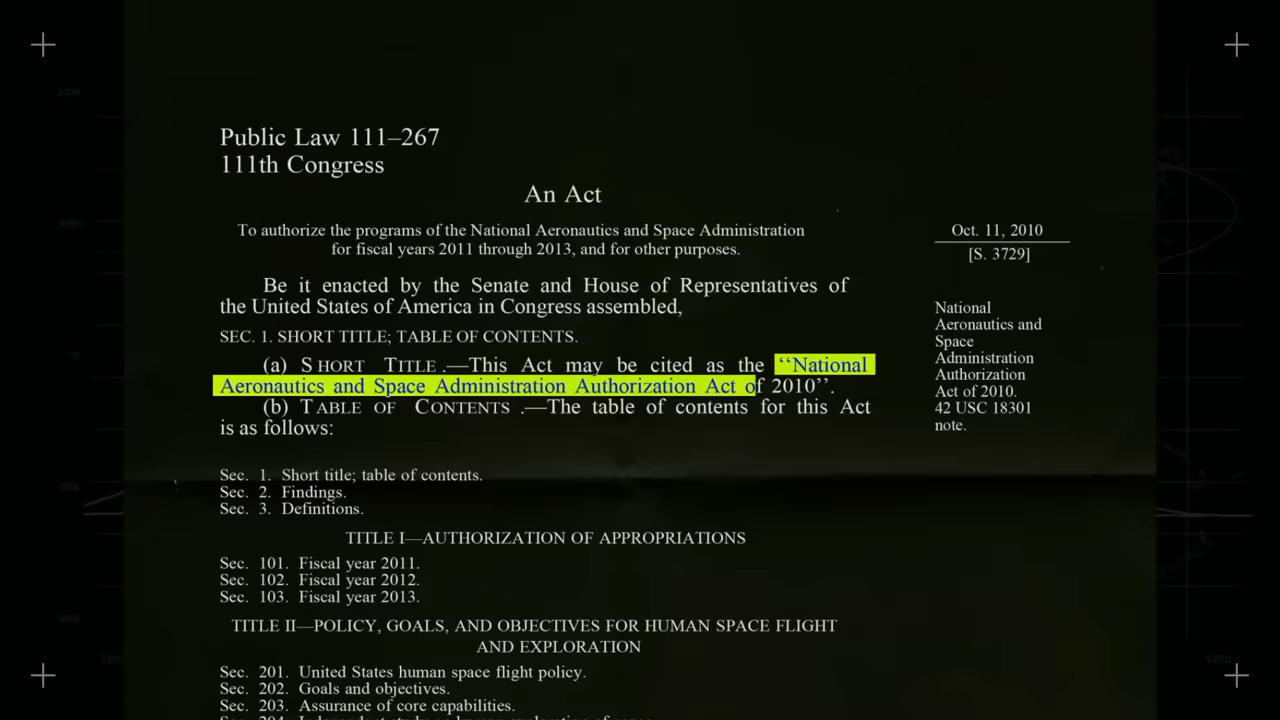 Public Law 111–267
111th Congress
An Act
To authorize the programs of the National Aeronautics and Space Administration
for fiscal years 2011 through 2013, and for other purposes.
Oct. 11, 2010
[S. 3729]
Be it enacted by the Senate and House of Representatives of
the United States of America in Congress assembled,
SEC. 1. SHORT TITLE; TABLE OF CONTENTS.
(a) SHORT TITLE.—This Act may be cited as the ‘‘National
Aeronautics and Space Administration Authorization Act of 2010’’.
(b) TABLE OF CONTENTS.—The table of contents for this Act
is as follows:
National
Aeronautics and
Space
Administration
Authorization
Act of 2010.
42 USC 18301
note.
Sec. 1. Short title; table of contents.
Sec. 2. Findings.
Sec. 3. Definitions.
TITLE I—AUTHORIZATION OF APPROPRIATIONS
Sec. 101. Fiscal year 2011.
Sec. 102. Fiscal year 2012.
Sec. 103. Fiscal year 2013.
TITLE II—POLICY, GOALS, AND OBJECTIVES FOR HUMAN SPACE FLIGHT
AND EXPLORATION
Sec. 201. United States human space flight policy.
Sec. 202. Goals and objectives.
Sec. 203. Assurance of core capabilities.